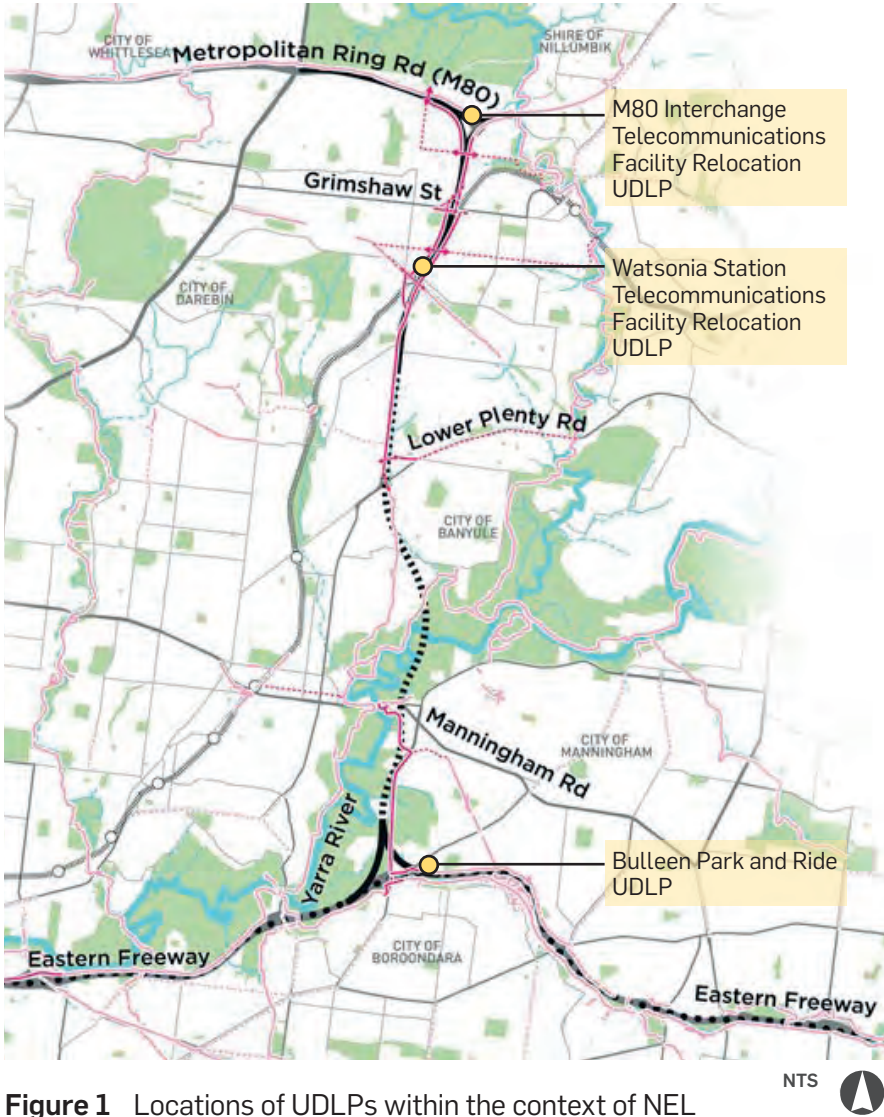 CITY OF
WHITTLESEA
SHIRE OF
NILLUMBIK
Metropolitan Ring Rd (M80)
M80 Interchange
Telecommunications
Facility Relocation
UDLP
Grimshaw St
Watsonia Station
Telecommunications
Facility Relocation
UDLP
CITY OF
DAREBIN
Lower Plenty Rd
CITY OF
BANYULE
Manningham Rd
CITY OF
MANNINGHAM
Yarra River
Bulleen Park and Ride
UDLP
CITY OF
BOROONDARA
Eastern Freeway
Eastern Freeway
NTS
Figure 1 Locations of UDLPs within the context of NEL